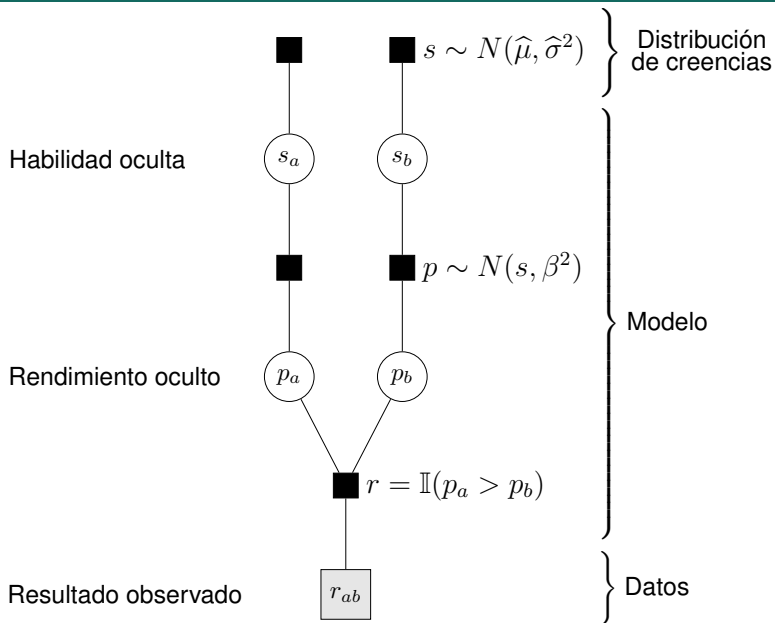 s ∼ N(μ̂, σ̂²)
Distribución
de creencias
Habilidad oculta
s_a
s_b
p ∼ N(s, β²)
Modelo
Rendimiento oculto
p_a
p_b
r = 𝕀(p_a > p_b)
Resultado observado
r_ab
Datos